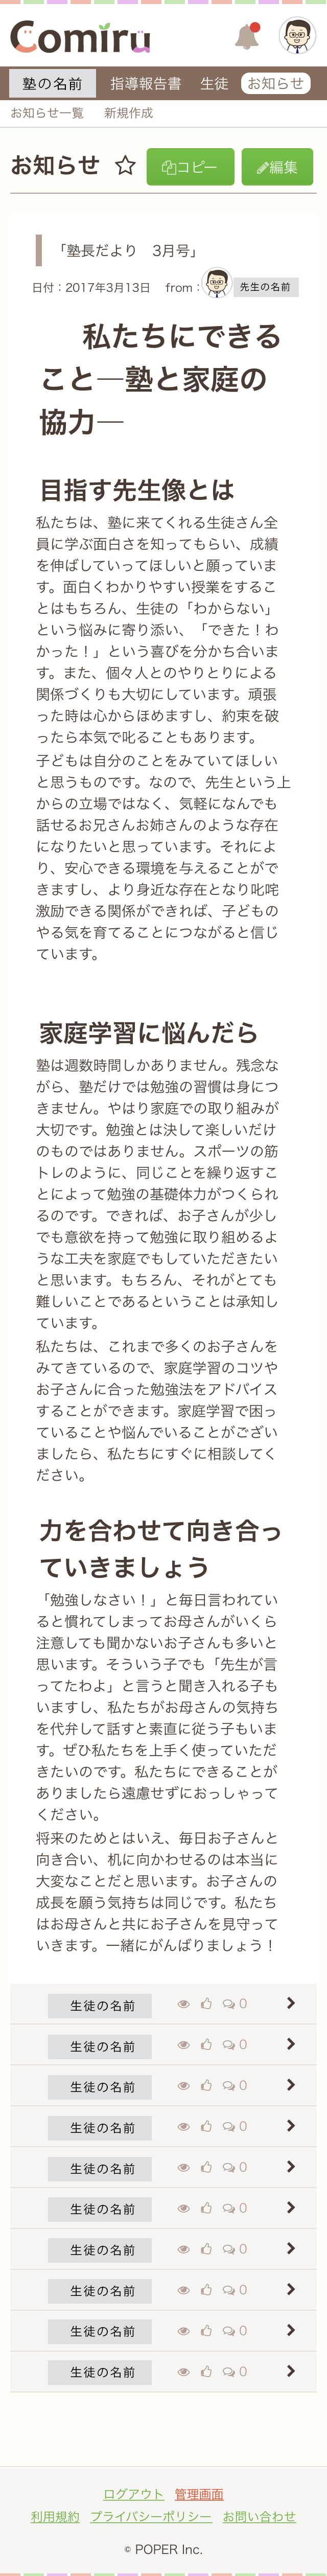 Comiru
塾の名前 指導報告書 生徒 お知らせ
お知らせ一覧 新規作成
お知らせ コピー 編集
「塾長だより 3月号」
日付：2017年3月13日 from： 先生の名前
私たちにできる
こと―塾と家庭の
協力―
目指す先生像とは
私たちは、塾に来てくれる生徒さん全
員に学ぶ面白さを知ってもらい、成績
を伸ばしていってほしいと願っていま
す。面白くわかりやすい授業をするこ
とはもちろん、生徒の「わからない」
という悩みに寄り添い、「できた！わ
かった！」という喜びを分かち合いま
す。また、個々人とのやりとりによる
関係づくりも大切にしています。頑張
った時は心からほめますし、約束を破
ったら本気で叱ることもあります。
子どもは自分のことをみていてほしい
と思うものです。なので、先生という上
からの立場ではなく、気軽になんでも
話せるお兄さんお姉さんのような存在
になりたいと思っています。それによ
り、安心できる環境を与えることがで
きますし、より身近な存在となり叱咤
激励できる関係ができれば、子どもの
やる気を育てることにつながると信じ
ています。
家庭学習に悩んだら
塾は週数時間しかありません。残念な
がら、塾だけでは勉強の習慣は身につ
きません。やはり家庭での取り組みが
大切です。勉強とは決して楽しいだけ
のものではありません。スポーツの筋
トレのように、同じことを繰り返すこ
とによって勉強の基礎体力がつくられ
るのです。できれば、お子さんが少し
でも意欲を持って勉強に取り組めるよ
うな工夫を家庭でもしていただきたい
と思います。もちろん、それがとても
難しいことであるということは承知し
ています。
私たちは、これまで多くのお子さんを
みてきているので、家庭学習のコツや
お子さんに合った勉強法をアドバイス
することができます。家庭学習で困っ
ていることや悩んでいることがござい
ましたら、私たちにすぐに相談してく
ださい。
力を合わせて向き合っ
ていきましょう
「勉強しなさい！」と毎日言われてい
ると慣れてしまってお母さんがいくら
注意しても聞かないお子さんも多いと
思います。そういう子でも「先生が言
ってたわよ」と言うと聞き入れる子も
いますし、私たちがお母さんの気持ち
を代弁して話すと素直に従う子もいま
す。ぜひ私たちを上手く使っていただ
きたいのです。私たちにできることが
ありましたら遠慮せずにおっしゃって
ください。
将来のためとはいえ、毎日お子さんと
向き合い、机に向かわせるのは本当に
大変なことだと思います。お子さんの
成長を願う気持ちは同じです。私たち
はお母さんと共にお子さんを見守って
いきます。一緒にがんばりましょう！
生徒の名前 0
生徒の名前 0
生徒の名前 0
生徒の名前 0
生徒の名前 0
生徒の名前 0
生徒の名前 0
生徒の名前 0
生徒の名前 0
生徒の名前 0
ログアウト 管理画面
利用規約 プライバシーポリシー お問い合わせ
© POPER Inc.